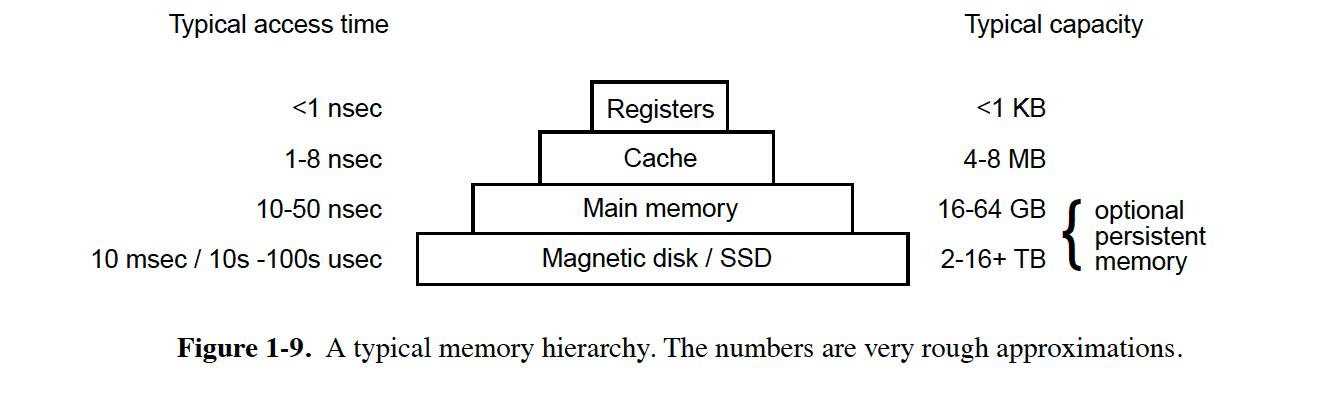 Typical access time Typical capacity
<1 nsec Registers <1 KB
1-8 nsec Cache 4-8 MB
10-50 nsec Main memory 16-64 GB
10 msec / 10s -100s usec Magnetic disk / SSD 2-16+ TB
optional
persistent
memory
Figure 1-9. A typical memory hierarchy. The numbers are very rough approximations.